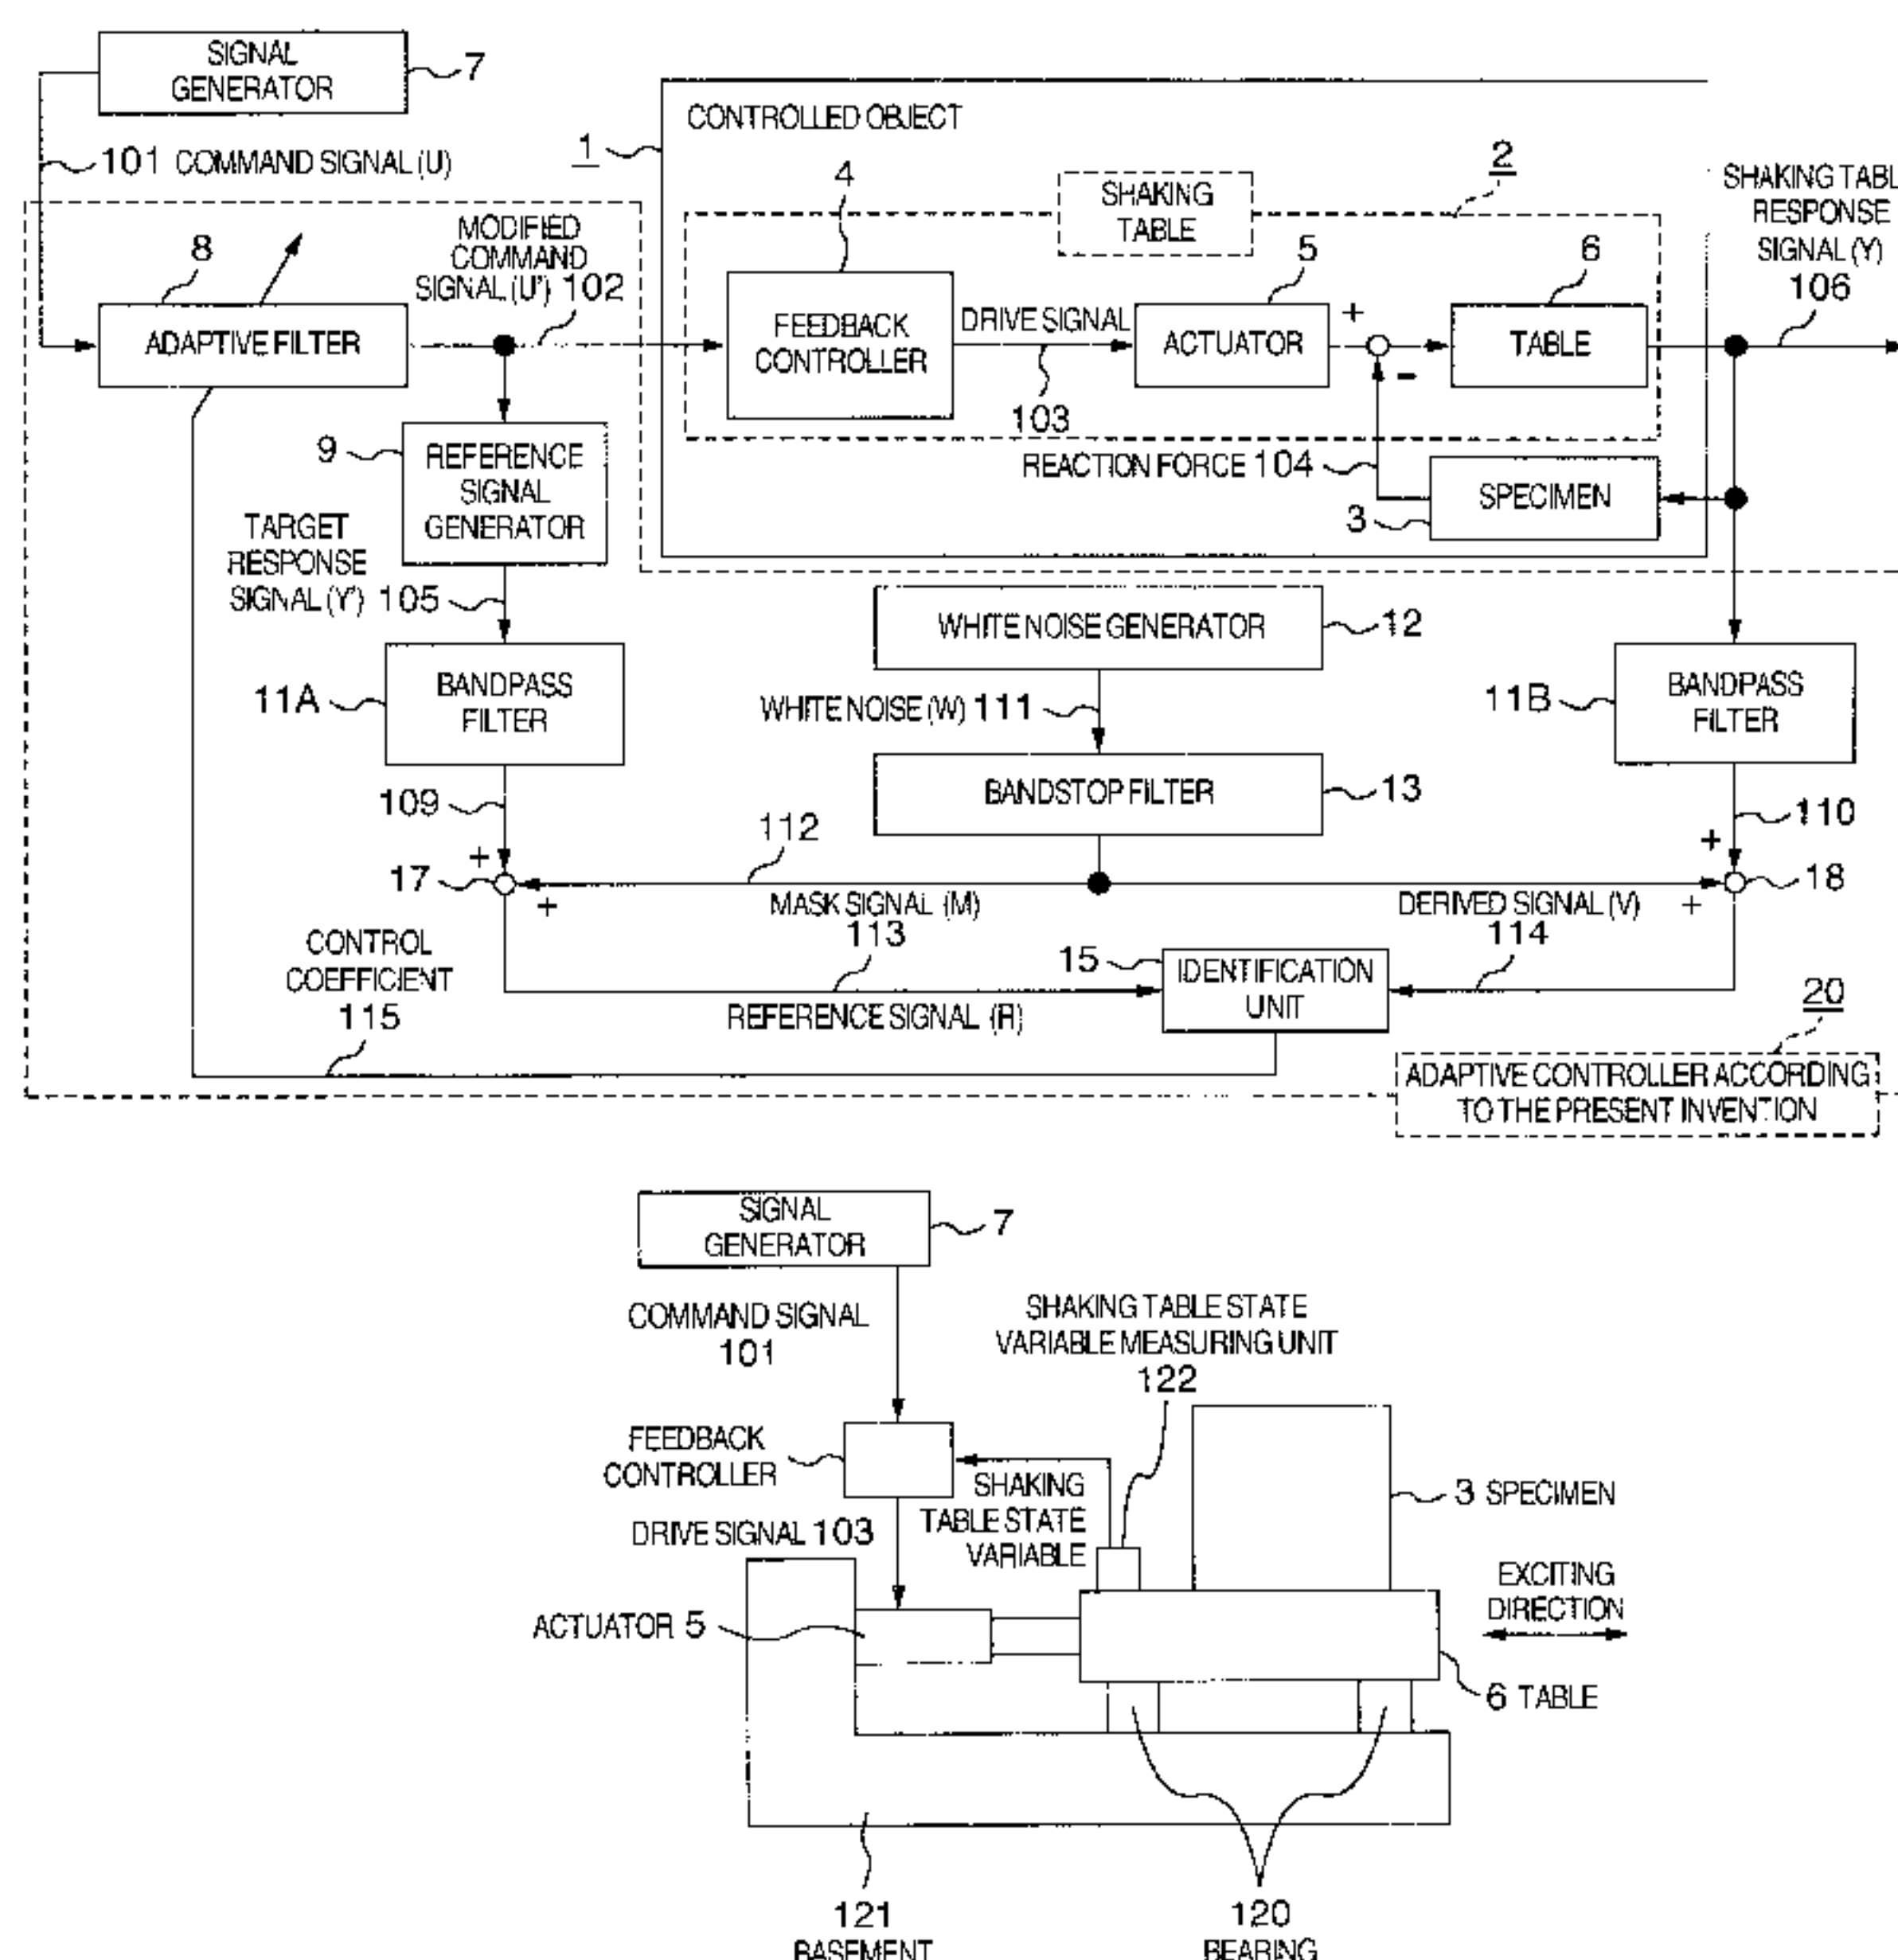 SIGNAL
GENERATOR
7
101 COMMAND SIGNAL (U)
1
CONTROLLED OBJECT
4
SHAKING
TABLE
2
RESPONSE
SIGNAL (Y)
106
8
MODIFIED
COMMAND
SIGNAL (U') 102
ADAPTIVE FILTER
FEEDBACK
CONTROLLER
DRIVE SIGNAL
103
5
ACTUATOR
+
-
6
TABLE
REACTION FORCE 104
SPECIMEN
3
9
REFERENCE
SIGNAL
GENERATOR
TARGET
RESPONSE
SIGNAL (Y') 105
WHITE NOISE GENERATOR
12
11A
BANDPASS
FILTER
WHITE NOISE (W) 111
11B
BANDPASS
FILTER
BANDSTOP FILTER
13
109
112
110
+
17
+
MASK SIGNAL (M)
+
18
DERIVED SIGNAL (V)
+
113
114
CONTROL
COEFFICIENT
115
15
IDENTIFICATION
UNIT
REFERENCE SIGNAL (R)
20
ADAPTIVE CONTROLLER ACCORDING
TO THE PRESENT INVENTION
SIGNAL
GENERATOR
7
COMMAND SIGNAL
101
SHAKING TABLE STATE
VARIABLE MEASURING UNIT
122
FEEDBACK
CONTROLLER
SHAKING
TABLE STATE
VARIABLE
3 SPECIMEN
DRIVE SIGNAL 103
EXCITING
DIRECTION
ACTUATOR 5
6 TABLE
121
BASEMENT
120
BEARING